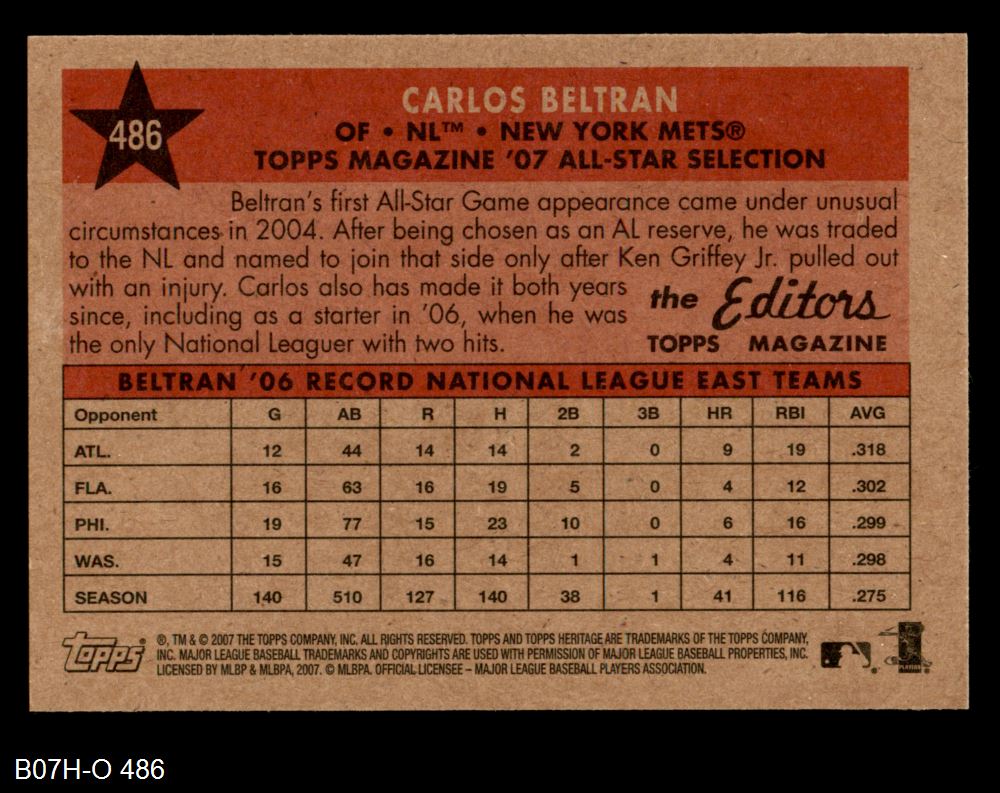 486
CARLOS BELTRAN
OF • NL™ • NEW YORK METS®
TOPPS MAGAZINE '07 ALL-STAR SELECTION
Beltran's first All-Star Game appearance came under unusual
circumstances in 2004. After being chosen as an AL reserve, he was traded
to the NL and named to join that side only after Ken Griffey Jr. pulled out
with an injury. Carlos also has made it both years
since, including as a starter in '06, when he was
the only National Leaguer with two hits.
the Editors
TOPPS MAGAZINE
BELTRAN '06 RECORD NATIONAL LEAGUE EAST TEAMS
Opponent G AB R H 2B 3B HR RBI AVG
ATL. 12 44 14 14 2 0 9 19 .318
FLA. 16 63 16 19 5 0 4 12 .302
PHI. 19 77 15 23 10 0 6 16 .299
WAS. 15 47 16 14 1 1 4 11 .298
SEASON 140 510 127 140 38 1 41 116 .275
Topps®
®, TM & © 2007 THE TOPPS COMPANY, INC. ALL RIGHTS RESERVED. TOPPS AND TOPPS HERITAGE ARE TRADEMARKS OF THE TOPPS COMPANY,
INC. MAJOR LEAGUE BASEBALL TRADEMARKS AND COPYRIGHTS ARE USED WITH PERMISSION OF MAJOR LEAGUE BASEBALL PROPERTIES, INC.
LICENSED BY MLBP & MLBPA, 2007. © MLBPA. OFFICIAL LICENSEE – MAJOR LEAGUE BASEBALL PLAYERS ASSOCIATION.
B07H-O 486